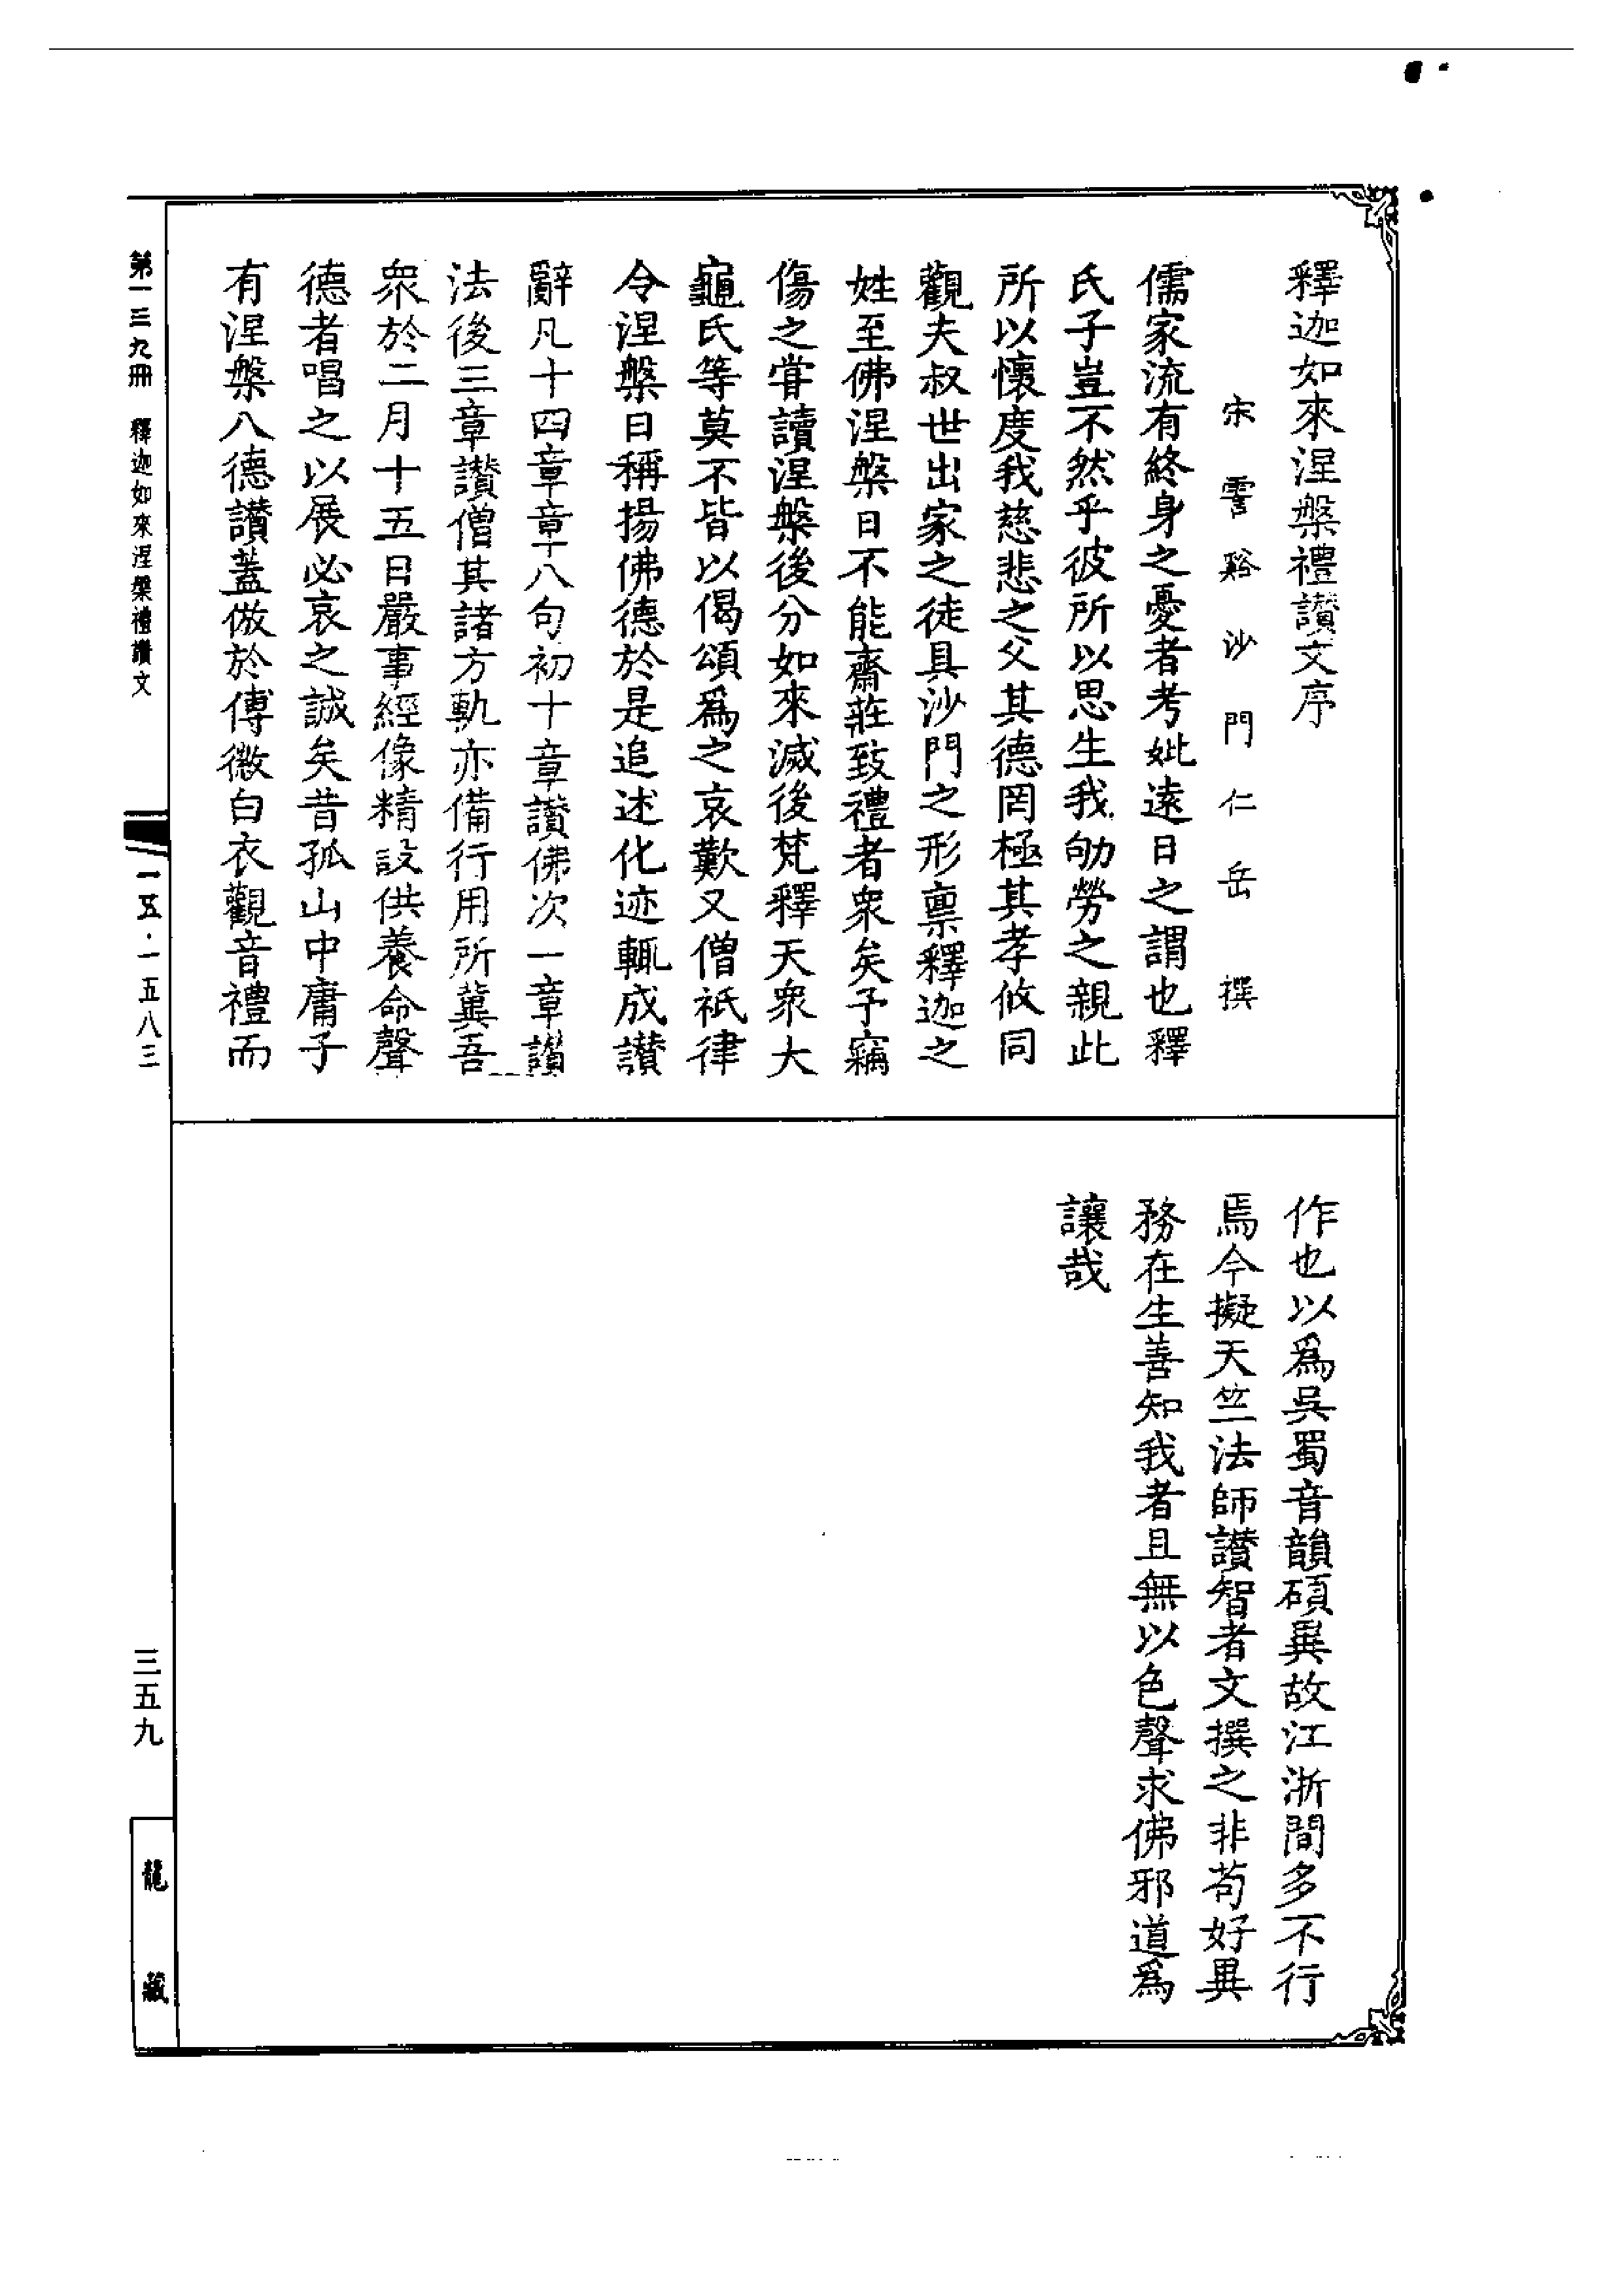 釋迦如來涅槃禮讃文序
宋霅谿沙門仁岳撰
儒家流有終身之憂者考妣遠日之謂也釋
氏子豈不然乎彼所以思生我劬勞之親此
所以懷度我慈悲之父其德罔極其孝攸同
觀夫叔世出家之徒具沙門之形禀釋迦之
姓至佛涅槃日不能齋莊致禮者衆矣予竊
傷之甞讀涅槃後分如來滅後梵釋天衆大
龜氏等莫不皆以偈頌爲之哀歎又僧祇律
令涅槃日稱揚佛德於是追述化迹輒成讃
辭凡十四章章八句初十章讃佛次一章讃
法後三章讃僧其諸方軌亦備行用所冀吾
衆於二月十五日嚴事經像精設供養命聲
德者唱之以展必哀之誠矣昔孤山中庸子
有涅槃八德讃蓋倣於傅微白衣觀音禮而
作也以爲吳蜀音韻碩異故江浙間多不行
焉今擬天竺法師讃智者文撰之非苟好異
務在生善知我者且無以色聲求佛邪道爲
讓哉
第一三九冊 釋迦如來涅槃禮讚文
一五·一五八三
三五九
龍藏